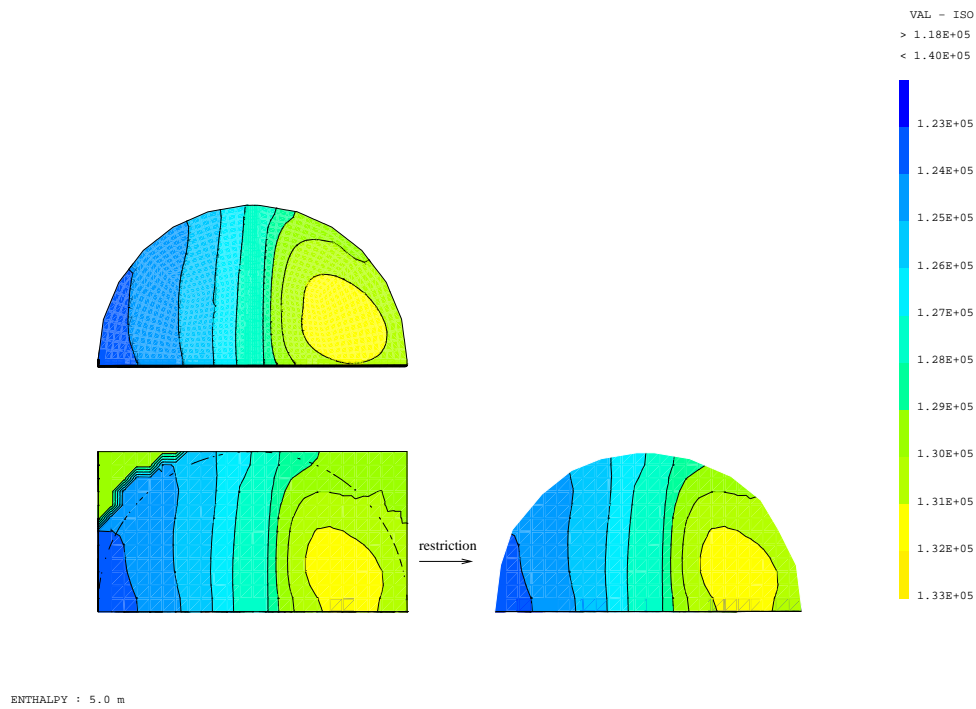 VAL - ISO
> 1.18E+05
< 1.40E+05
1.23E+05
1.24E+05
1.25E+05
1.26E+05
1.27E+05
1.28E+05
1.29E+05
1.30E+05
1.31E+05
1.32E+05
1.33E+05
restriction
ENTHALPY : 5.0 m